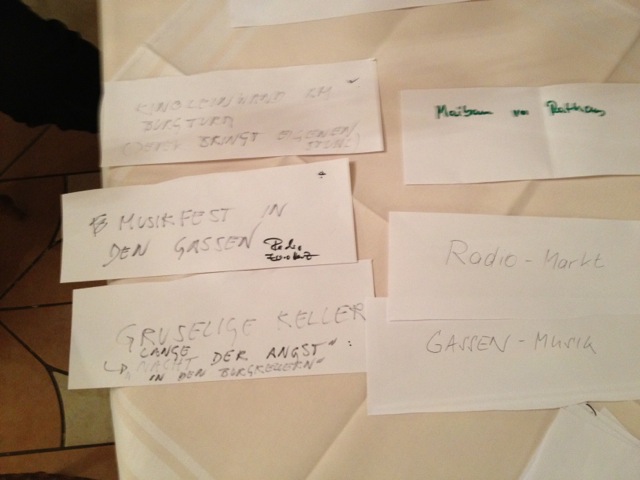 KINOLEINWAND AM
BURGTURM
(JEDER BRINGT EIGENEN
STUHL)
MUSIKFEST IN
DEN GASSEN
Radio
GRUSELIGE KELLER
LANGE
NACHT DER ANGST" :
IN DEN BURGKELLERN"
Maibaum vor Rathaus
Radio-Markt
GASSEN-MUSIK